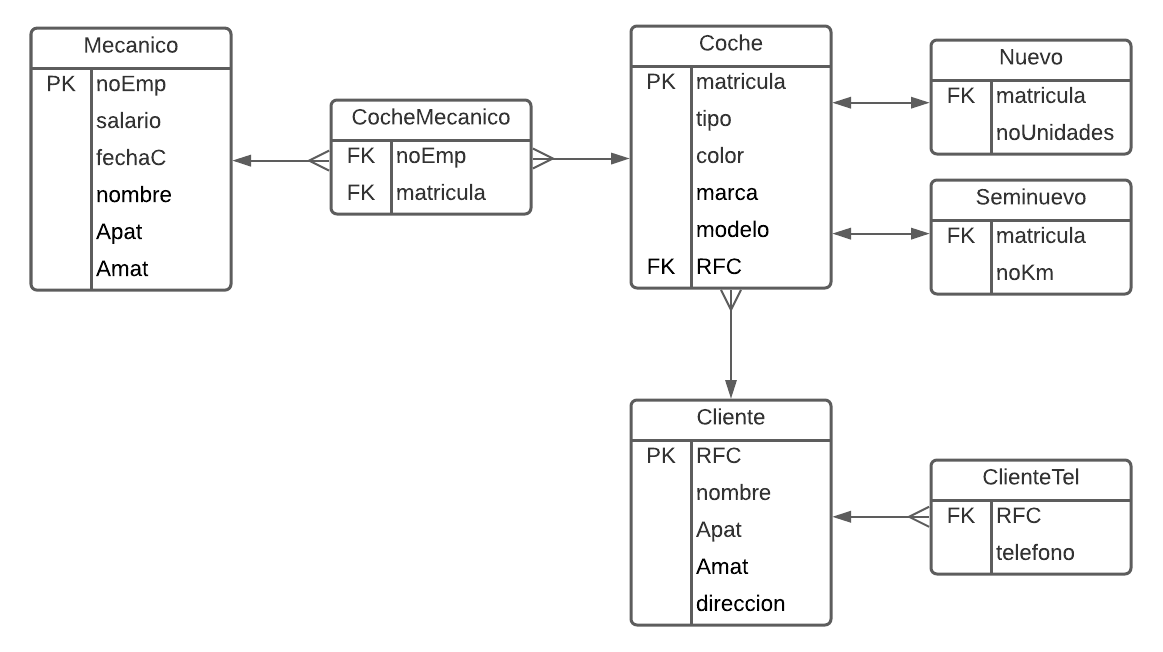 Mecanico
PK noEmp
salario
fechaC
nombre
Apat
Amat
CocheMecanico
FK noEmp
FK matricula
Coche
PK matricula
tipo
color
marca
modelo
FK RFC
Nuevo
FK matricula
noUnidades
Seminuevo
FK matricula
noKm
Cliente
PK RFC
nombre
Apat
Amat
direccion
ClienteTel
FK RFC
telefono